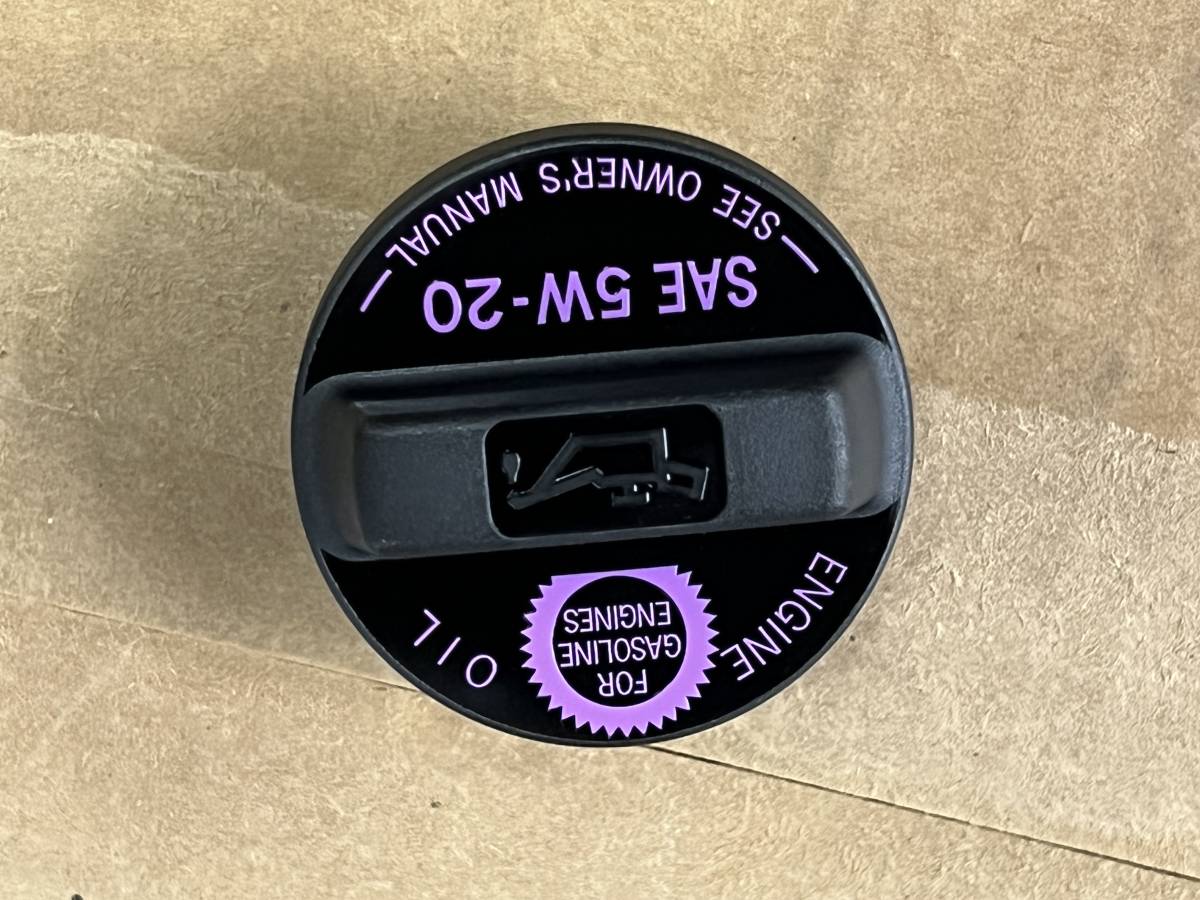 ENGINE OIL
FOR
GASOLINE
ENGINES
SAE 5W-20
—SEE OWNER'S MANUAL—